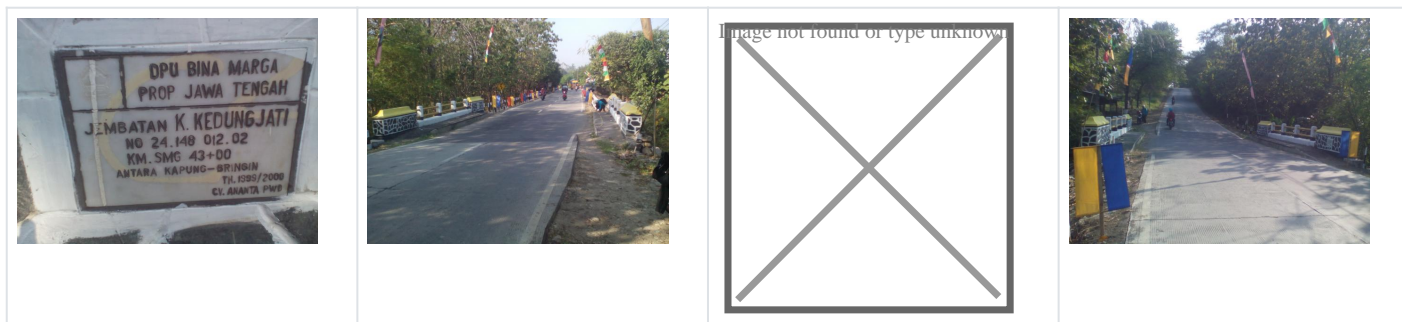 DPU BINA MARGA
PROP JAWA TENGAH
JEMBATAN K. KEDUNGJATI
NO 24.148 012.02
KM. SMG 43+00
ANTARA KAPUNG-BRINGIN
TH. 1999/2000
CV. ANANTA PWD
Image not found or type unknown